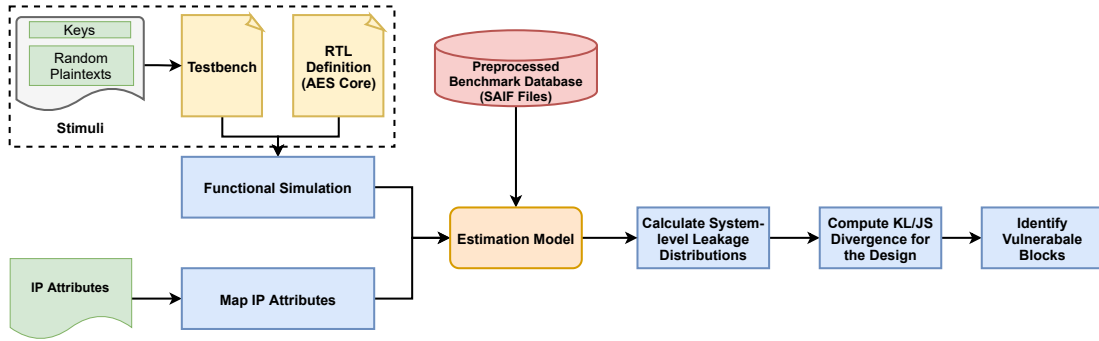 Keys
Random
Plaintexts
Stimuli
Testbench
RTL
Definition
(AES Core)
Preprocessed
Benchmark Database
(SAIF Files)
Functional Simulation
IP Attributes
Map IP Attributes
Estimation Model
Calculate System-
level Leakage
Distributions
Compute KL/JS
Divergence for
the Design
Identify
Vulnerabale
Blocks